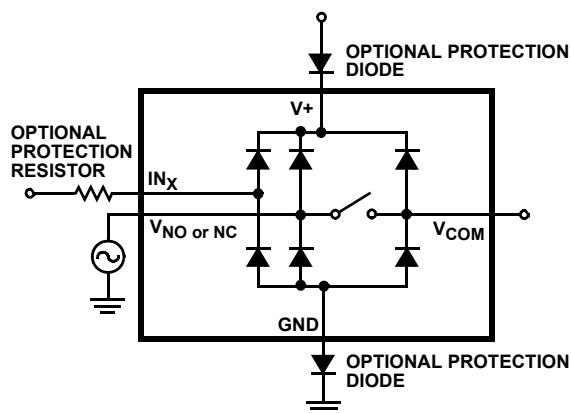 OPTIONAL PROTECTION
DIODE
V+
OPTIONAL
PROTECTION
RESISTOR
INX
VNO or NC
VCOM
GND
OPTIONAL PROTECTION
DIODE